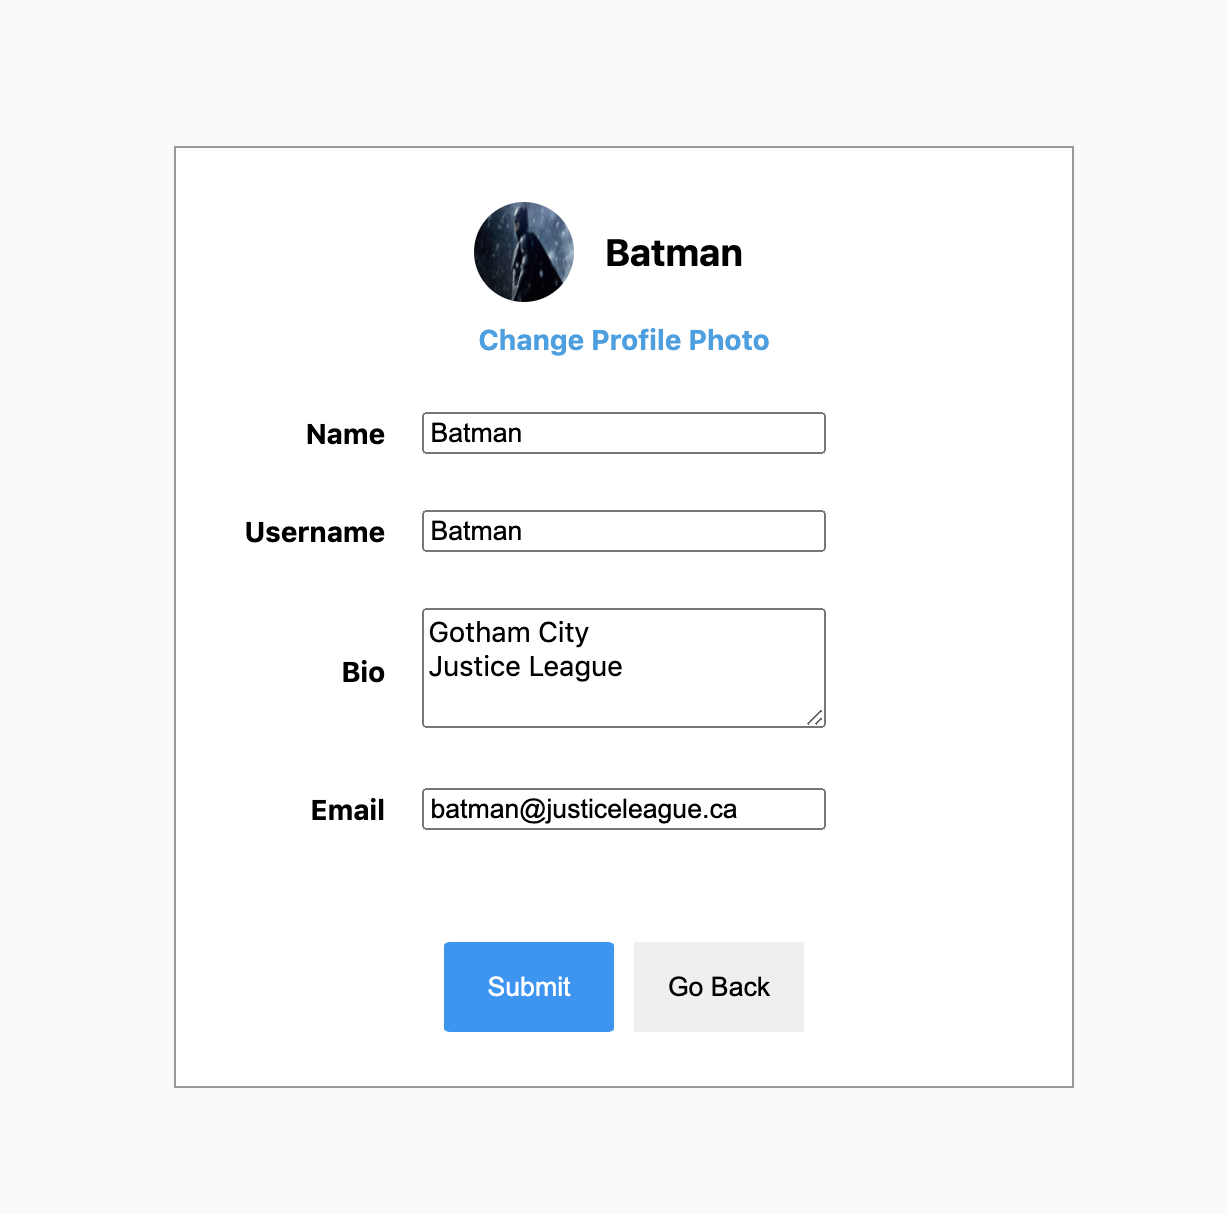 Batman
Change Profile Photo
Name Batman
Username Batman
Bio Gotham City
Justice League
Email batman@justiceleague.ca
Submit Go Back